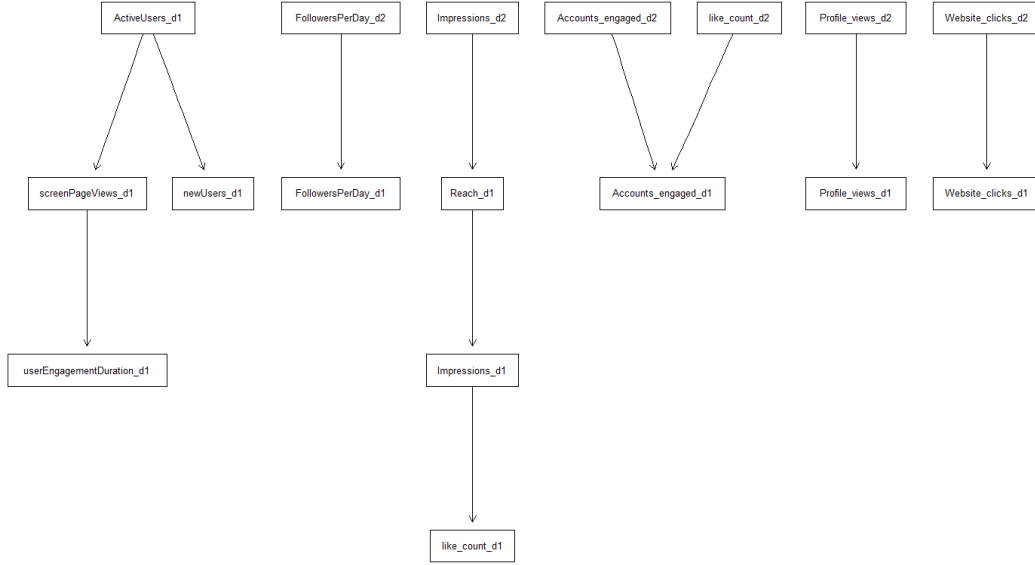 ActiveUsers_d1
FollowersPerDay_d2
Impressions_d2
Accounts_engaged_d2
like_count_d2
Profile_views_d2
Website_clicks_d2
screenPageViews_d1
newUsers_d1
FollowersPerDay_d1
Reach_d1
Accounts_engaged_d1
Profile_views_d1
Website_clicks_d1
userEngagementDuration_d1
Impressions_d1
like_count_d1